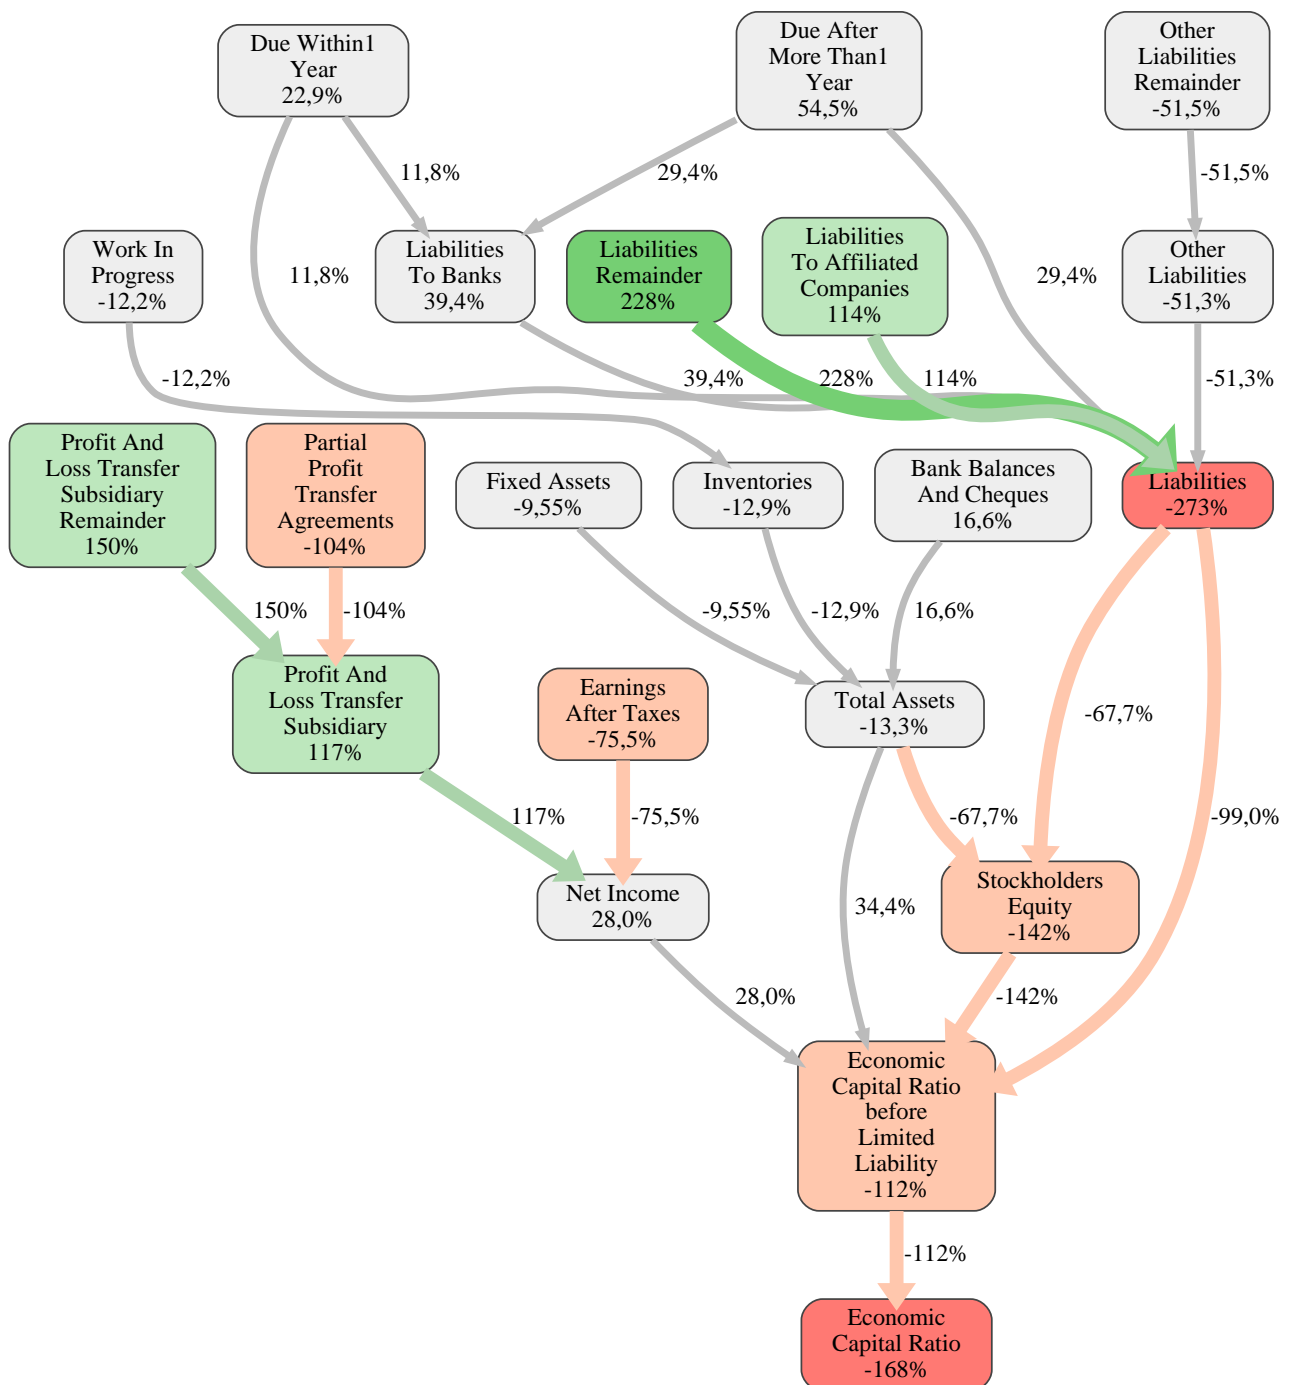 Due Within1
Year
22,9%
Due After
More Than1
Year
54,5%
Other
Liabilities
Remainder
-51,5%
11,8%
29,4%
-51,5%
Work In
Progress
-12,2%
11,8%
Liabilities
To Banks
39,4%
Liabilities
Remainder
228%
Liabilities
To Affiliated
Companies
114%
29,4%
Other
Liabilities
-51,3%
-12,2%
39,4%
228%
114%
-51,3%
Profit And
Loss Transfer
Subsidiary
Remainder
150%
Partial
Profit
Transfer
Agreements
-104%
Fixed Assets
-9,55%
Inventories
-12,9%
Bank Balances
And Cheques
16,6%
Liabilities
-273%
150%
-104%
-9,55%
-12,9%
16,6%
Profit And
Loss Transfer
Subsidiary
117%
Earnings
After Taxes
-75,5%
Total Assets
-13,3%
-67,7%
117%
-75,5%
-67,7%
-99,0%
Net Income
28,0%
34,4%
Stockholders
Equity
-142%
28,0%
-142%
Economic
Capital Ratio
before
Limited
Liability
-112%
-112%
Economic
Capital Ratio
-168%